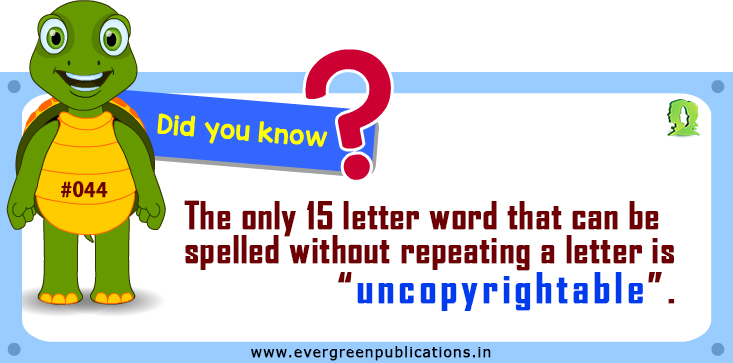 Did you know
?
#044
The only 15 letter word that can be
spelled without repeating a letter is
“uncopyrightable”.
www.evergreenpublications.in